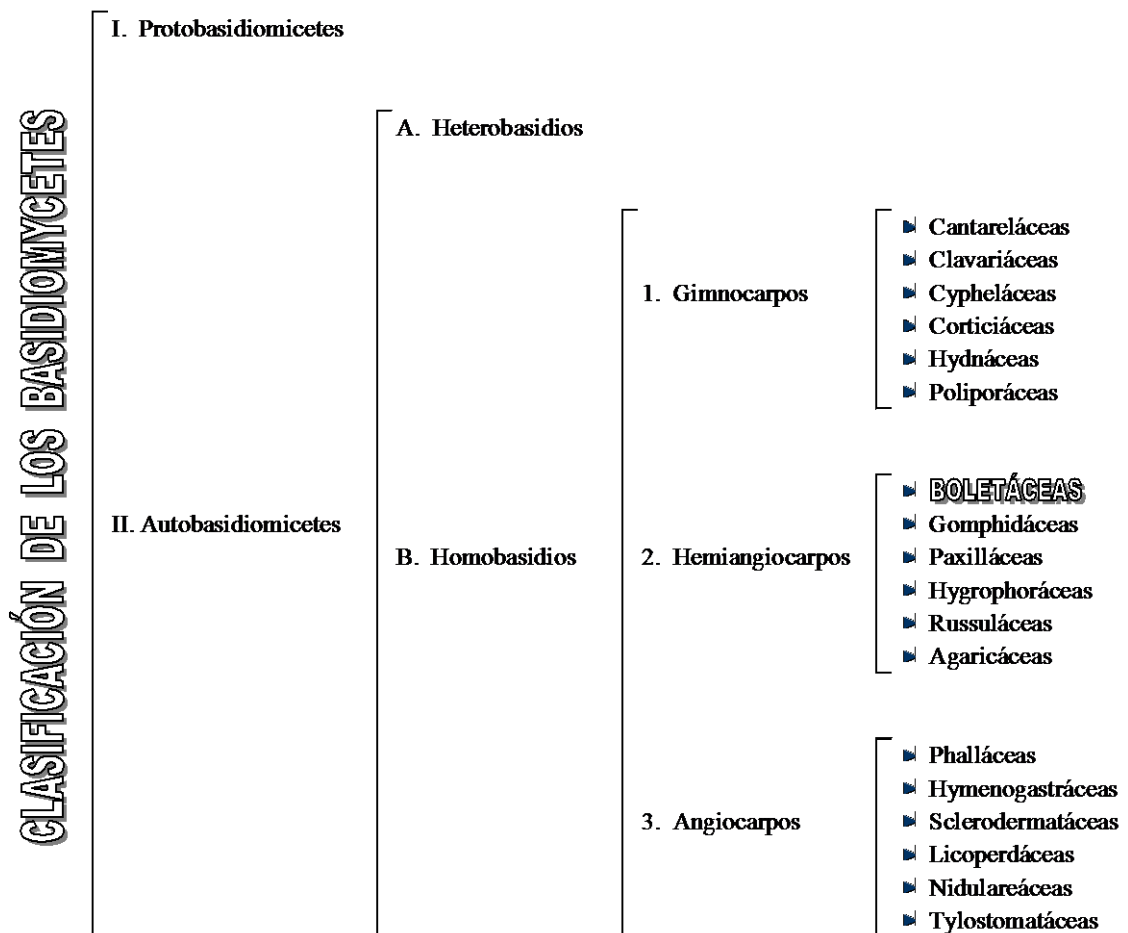 CLASIFICACIÓN DE LOS BASIDIOMYCETES
I. Protobasidiomicetes
II. Autobasidiomicetes
A. Heterobasidios
B. Homobasidios
1. Gimnocarpos
Cantareláceas
Clavariáceas
Cypheláceas
Corticiáceas
Hydnáceas
Poliporáceas
2. Hemiangiocarpos
BOLETÁCEAS
Gomphidáceas
Paxilláceas
Hygrophoráceas
Russuláceas
Agaricáceas
3. Angiocarpos
Phalláceas
Hymenogastráceas
Sclerodermatáceas
Licoperdáceas
Nidulareáceas
Tylostomatáceas